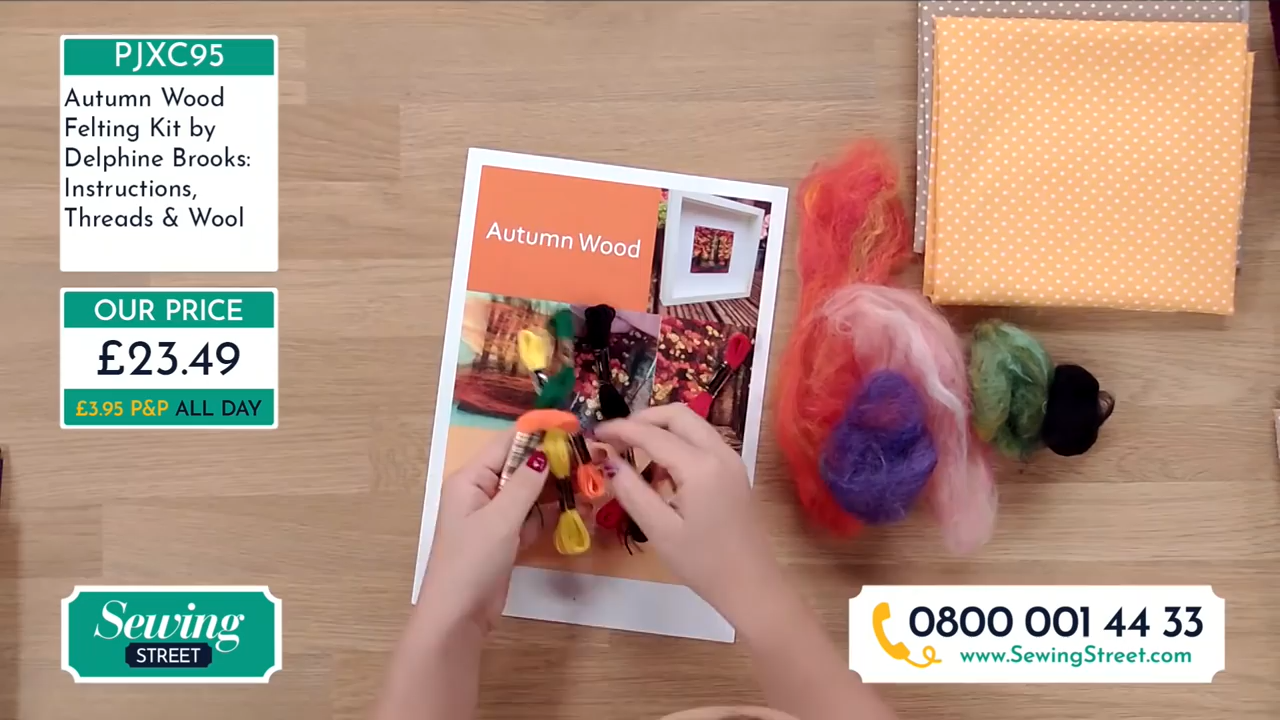 PJXC95
Autumn Wood
Felting Kit by
Delphine Brooks:
Instructions,
Threads & Wool
OUR PRICE
£23.49
£3.95 P&P ALL DAY
Autumn Wood
Sewing
STREET
0800 001 44 33
www.SewingStreet.com